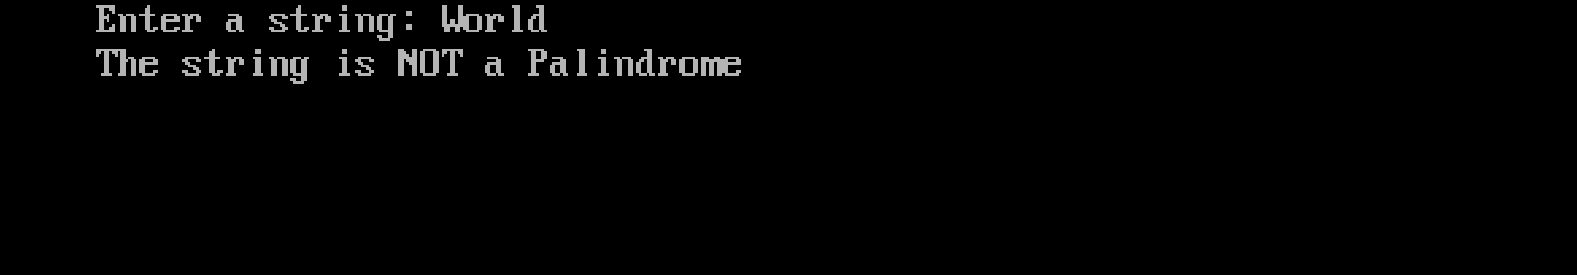 Enter a string: World
The string is NOT a Palindrome